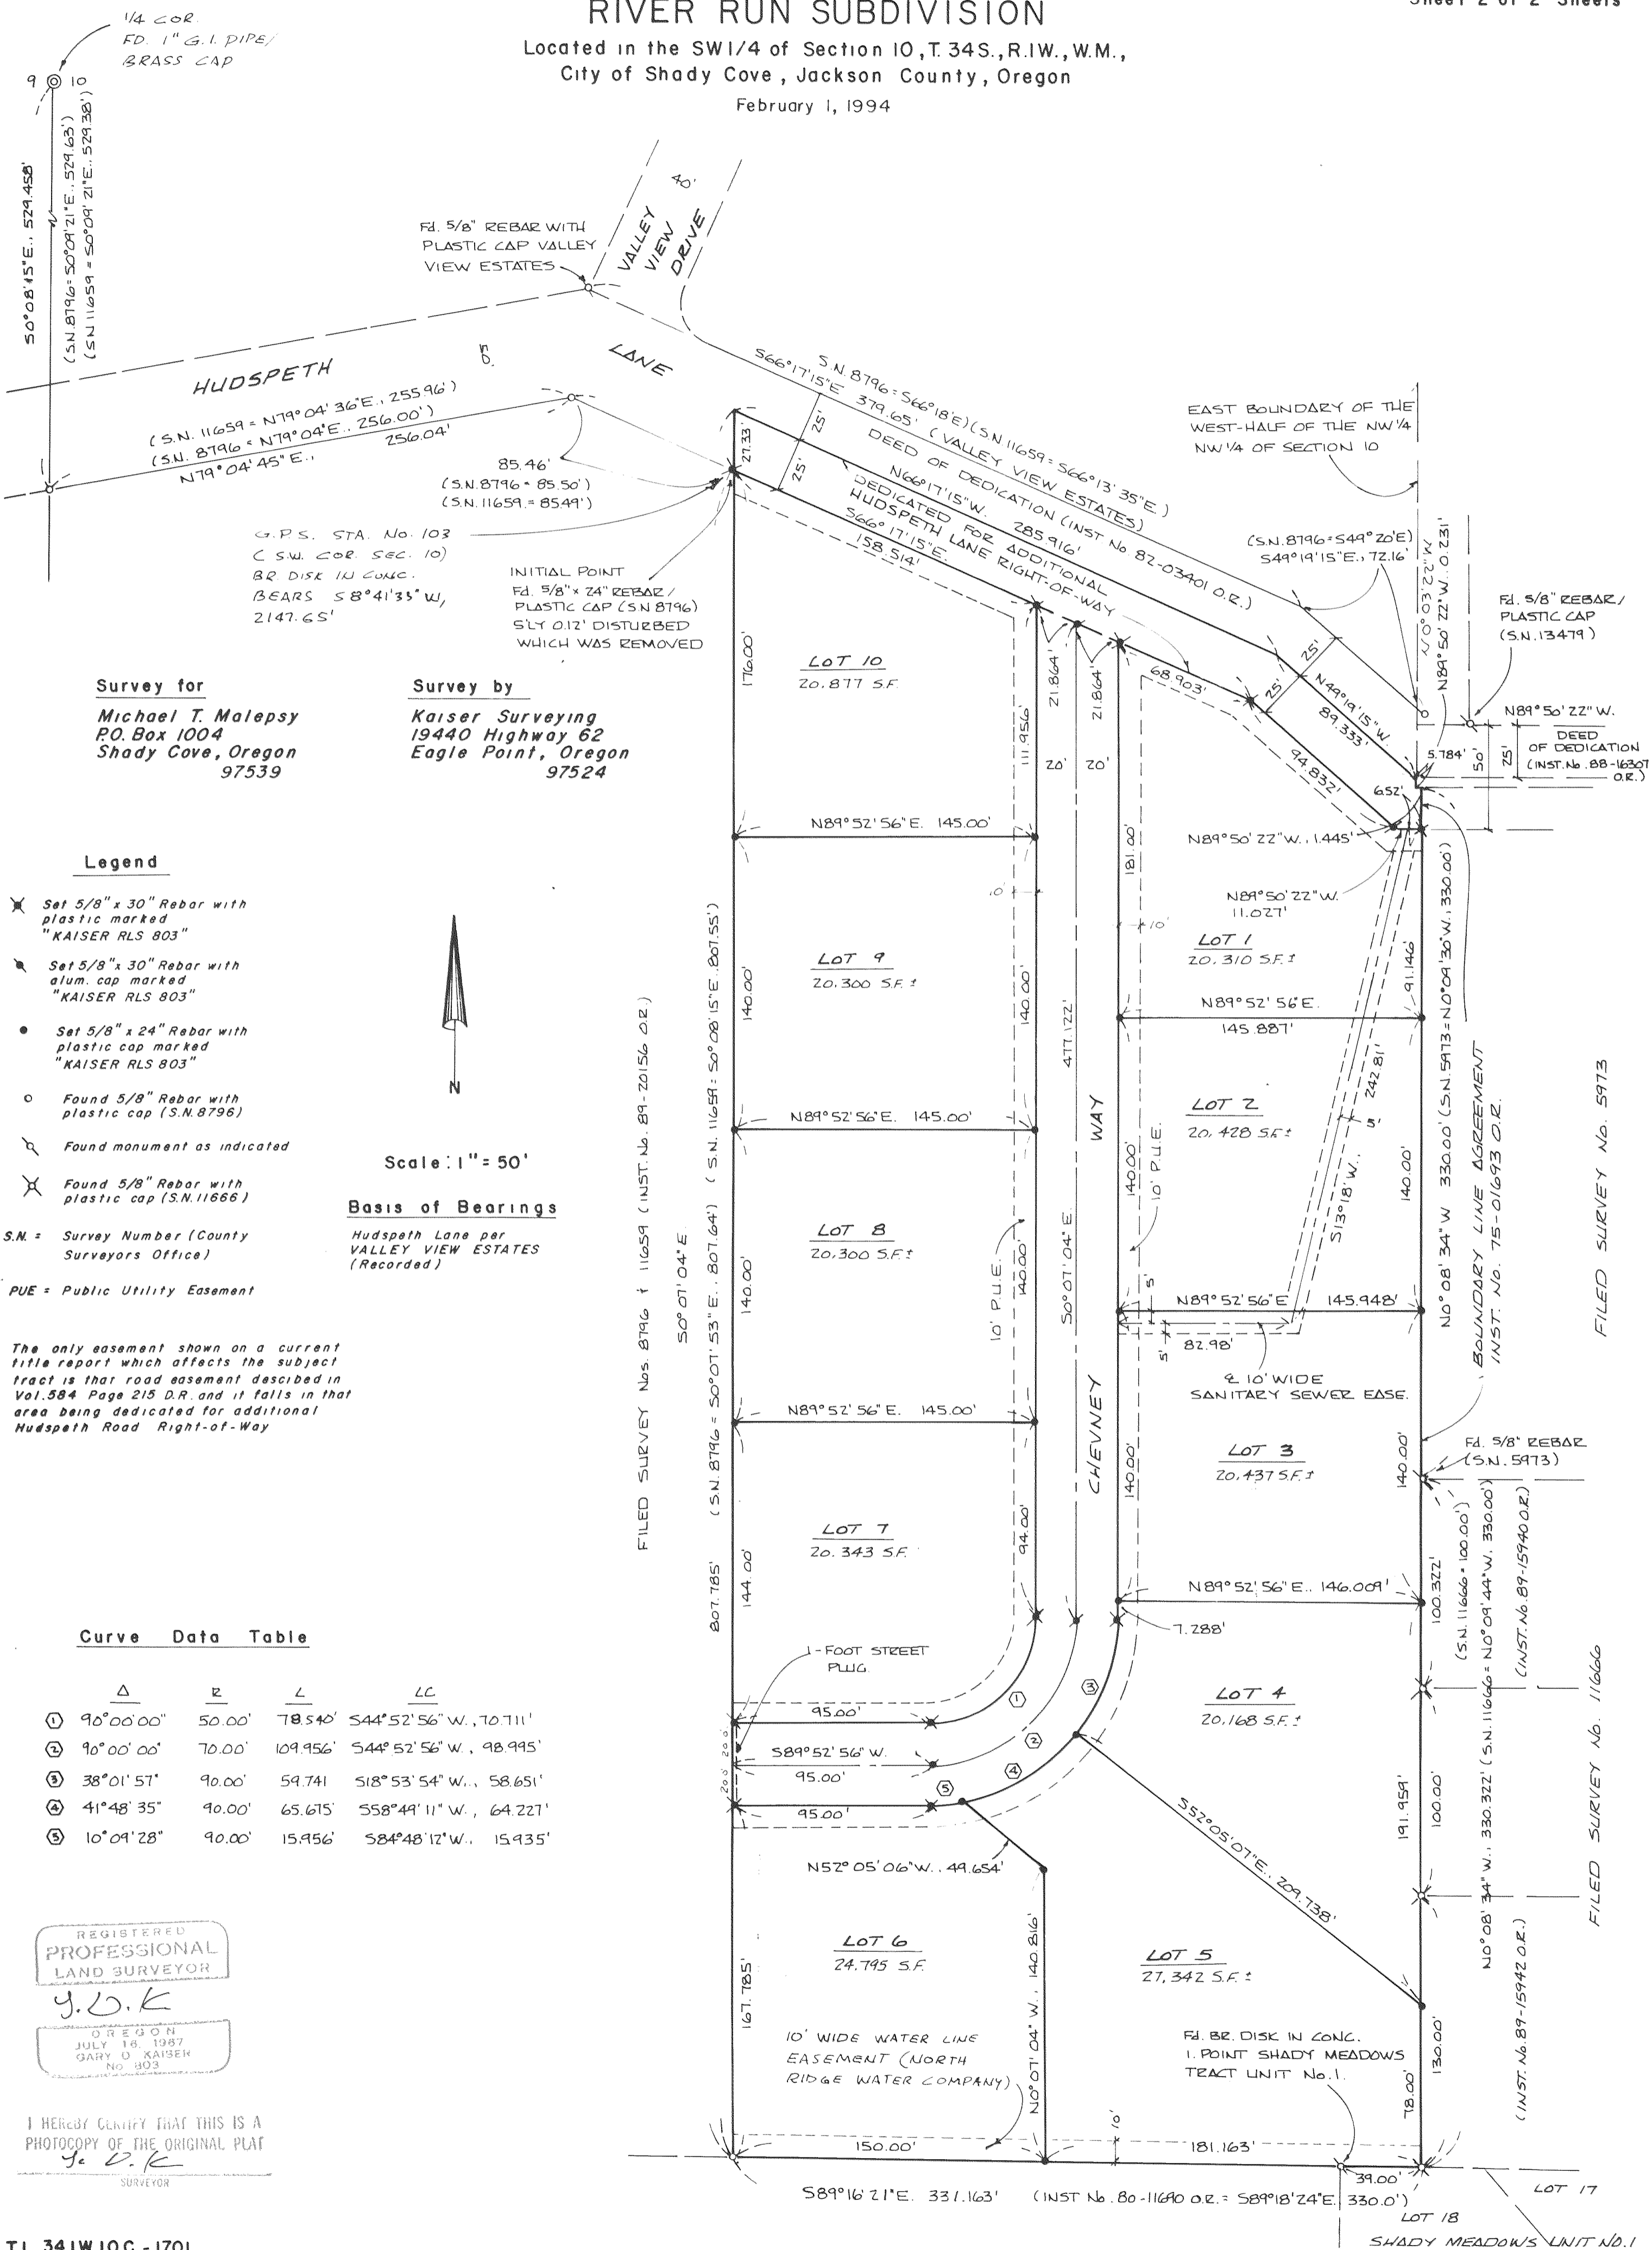 RIVER RUN SUBDIVISION
Sheet 2 of 2 Sheets
Located in the SW1/4 of Section 10, T. 34S., R.1W., W.M.,
City of Shady Cove, Jackson County, Oregon
February 1, 1994
1/4 COR.
FD. 1" G.I. PIPE/
BRASS CAP
9 10
S0°08'15"E., 529.458'
(S.N. 8796 = S0°09'21"E., 529.63')
(S.N. 11659 = S0°09'21"E., 529.38')
Fd. 5/8" REBAR WITH
PLASTIC CAP VALLEY
VIEW ESTATES
VALLEY
VIEW
DRIVE
40'
HUDSPETH
LANE
50'
(S.N. 11659 = N79°04'36"E., 255.96')
(S.N. 8796 = N79°04'E., 256.00')
N79°04'45"E., 256.04'
85.46'
(S.N. 8796 = 85.50')
(S.N. 11659 = 85.49')
S.N. 8796 = S66°18'E)(S.N. 11659 = S66°13'35"E.)
S66°17'15"E. 379.65' (VALLEY VIEW ESTATES)
DEED OF DEDICATION (INST No. 82-03401 O.R.)
N66°17'15"W. 285.916'
DEDICATED FOR ADDITIONAL
HUDSPETH LANE RIGHT-OF-WAY
S66°17'15"E.
158.514'
27.33'
25'
25'
EAST BOUNDARY OF THE
WEST-HALF OF THE NW 1/4
NW 1/4 OF SECTION 10
(S.N. 8796 = S49°20'E)
S49°19'15"E., 72.16'
N0°03'22"W.
N89°50'22"W. 0.231'
Fd. 5/8" REBAR/
PLASTIC CAP
(S.N. 13479)
N89°50'22"W.
DEED
OF DEDICATION
(INST. No. 88-16307
O.R.)
50'
25'
G.P.S. STA. No. 103
(S.W. COR. SEC. 10)
BR DISK IN CONC.
BEARS S8°41'33"W,
2147.65'
INITIAL POINT
Fd. 5/8" x 24" REBAR/
PLASTIC CAP (S.N 8796)
S'LY 0.12' DISTURBED
WHICH WAS REMOVED
25'
25'
N49°19'15"W.
89.333'
94.832'
68.903'
5.784'
6.52'
N89°50'22"W., 1.445'
N89°50'22"W.
11.027'
Survey for
Michael T. Malepsy
P.O. Box 1004
Shady Cove, Oregon
97539
Survey by
Kaiser Surveying
19440 Highway 62
Eagle Point, Oregon
97524
LOT 10
20.877 S.F.
176.00'
111.956'
21.864'
21.864'
20'
20'
N89°52'56"E. 145.00'
10'
10'
181.00'
LOT 1
20.310 S.F.±
91.146'
N89°52'56"E.
145.887'
LOT 9
20.300 S.F.±
140.00'
140.00'
477.122'
N89°52'56"E. 145.00'
LOT 2
20,428 S.F.±
140.00'
10' P.U.E.
S13°18'W., 242.81'
5'
140.00'
CHEVNEY WAY
S0°07'04"E.
LOT 8
20.300 S.F.±
140.00'
140.00'
10' P.U.E.
N89°52'56"E. 145.00'
N89°52'56"E 145.948'
5'
5'
82.98'
℄ 10' WIDE
SANITARY SEWER EASE.
LOT 3
20,437 S.F.±
140.00'
140.00'
N89°52'56"E., 146.009'
7.288'
LOT 7
20.343 S.F.
144.00'
94.00'
1-FOOT STREET
PLUG.
95.00'
S89°52'56"W.
95.00'
95.00'
20.0'
20.0'
1
2
3
4
5
LOT 4
20,168 S.F.±
191.959'
N52°05'06"W., 49.654'
S52°05'07"E., 209.738'
LOT 6
24.795 S.F.
167.785'
N0°07'04"W., 140.816'
LOT 5
27,342 S.F.±
10' WIDE WATER LINE
EASEMENT (NORTH
RIDGE WATER COMPANY)
Fd. BR. DISK IN CONC.
I. POINT SHADY MEADOWS
TRACT UNIT No. 1.
10'
150.00'
181.163'
39.00'
78.00'
130.00'
S89°16'21"E. 331.163' (INST No. 80-11690 O.R. = S89°18'24"E. 330.0')
LOT 17
LOT 18
SHADY MEADOWS UNIT NO. 1
FILED SURVEY Nos. 8796 & 11659 (INST. No. 89-20156 O.R.)
S0°07'04"E.
807.785' (S.N. 8796 = S0°07'53"E., 807.64') (S.N. 11659 = S0°08'15"E., 807.55')
N0°08'34"W 330.00' (S.N. 5973 = N0°09'30"W., 330.00')
BOUNDARY LINE AGREEMENT
INST. No. 75-01693 O.R.
FILED SURVEY No. 5973
Fd. 5/8" REBAR
(S.N. 5973)
100.322'
(S.N. 11666 = 100.00')
100.00'
N0°08'34"W., 330.322' (S.N. 11666 = N0°09'44"W. 330.00')
(INST. No. 89-15940 O.R.)
(INST. No. 89-15942 O.R.)
FILED SURVEY No. 11666
Legend
Set 5/8" x 30" Rebar with
plastic marked
"KAISER RLS 803"
Set 5/8" x 30" Rebar with
alum. cap marked
"KAISER RLS 803"
Set 5/8" x 24" Rebar with
plastic cap marked
"KAISER RLS 803"
Found 5/8" Rebar with
plastic cap (S.N. 8796)
Found monument as indicated
Found 5/8" Rebar with
plastic cap (S.N. 11666)
S.N. = Survey Number (County
Surveyors Office)
PUE = Public Utility Easement
N
Scale: 1" = 50'
Basis of Bearings
Hudspeth Lane per
VALLEY VIEW ESTATES
(Recorded)
The only easement shown on a current
title report which affects the subject
tract is that road easement described in
Vol. 584 Page 215 D.R. and it falls in that
area being dedicated for additional
Hudspeth Road Right-of-Way
Curve Data Table
Δ R L LC
1 90°00'00" 50.00' 78.540' S44°52'56"W., 70.711'
2 90°00'00" 70.00' 109.956' S44°52'56"W., 98.995'
3 38°01'57" 90.00' 59.741 S18°53'54"W., 58.651'
4 41°48'35" 90.00' 65.675' S58°49'11"W., 64.227'
5 10°09'28" 90.00' 15.956' S84°48'12"W., 15.935'
REGISTERED
PROFESSIONAL
LAND SURVEYOR
OREGON
JULY 16, 1987
GARY D KAISER
No 803
I HEREBY CERTIFY THAT THIS IS A
PHOTOCOPY OF THE ORIGINAL PLAT
SURVEYOR
T.L. 341W10C - 1701